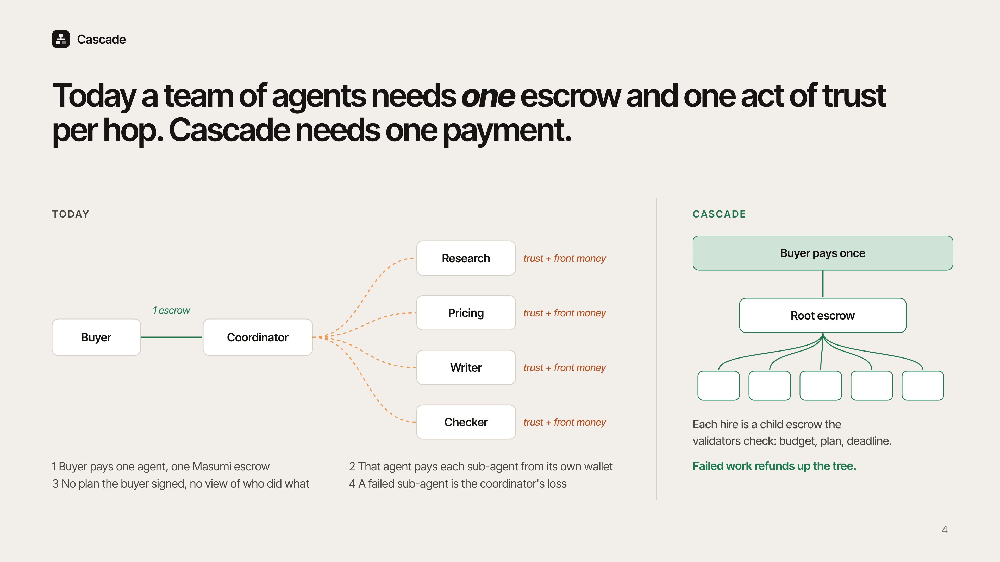 Cascade
Today a team of agents needs one escrow and one act of trust
per hop. Cascade needs one payment.
TODAY
1 escrow
Buyer
Coordinator
Research
trust + front money
Pricing
trust + front money
Writer
trust + front money
Checker
trust + front money
1 Buyer pays one agent, one Masumi escrow
2 That agent pays each sub-agent from its own wallet
3 No plan the buyer signed, no view of who did what
4 A failed sub-agent is the coordinator's loss
CASCADE
Buyer pays once
Root escrow
Each hire is a child escrow the
validators check: budget, plan, deadline.
Failed work refunds up the tree.
4